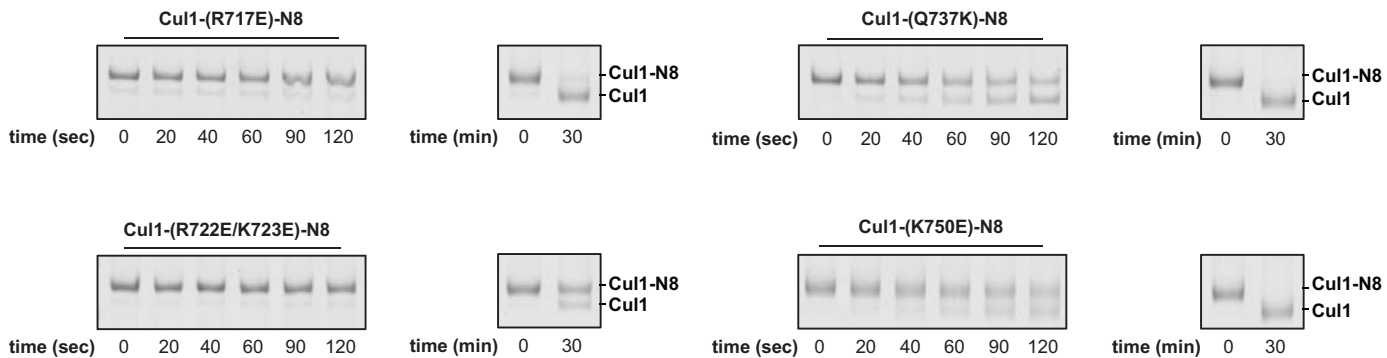 Cul1-(R717E)-N8
Cul1-N8
Cul1
time (sec) 0 20 40 60 90 120
time (min) 0 30
Cul1-(Q737K)-N8
Cul1-N8
Cul1
time (sec) 0 20 40 60 90 120
time (min) 0 30
Cul1-(R722E/K723E)-N8
Cul1-N8
Cul1
time (sec) 0 20 40 60 90 120
time (min) 0 30
Cul1-(K750E)-N8
Cul1-N8
Cul1
time (sec) 0 20 40 60 90 120
time (min) 0 30